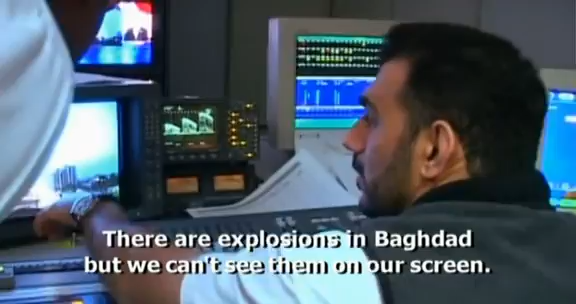 There are explosions in Baghdad
but we can't see them on our screen.